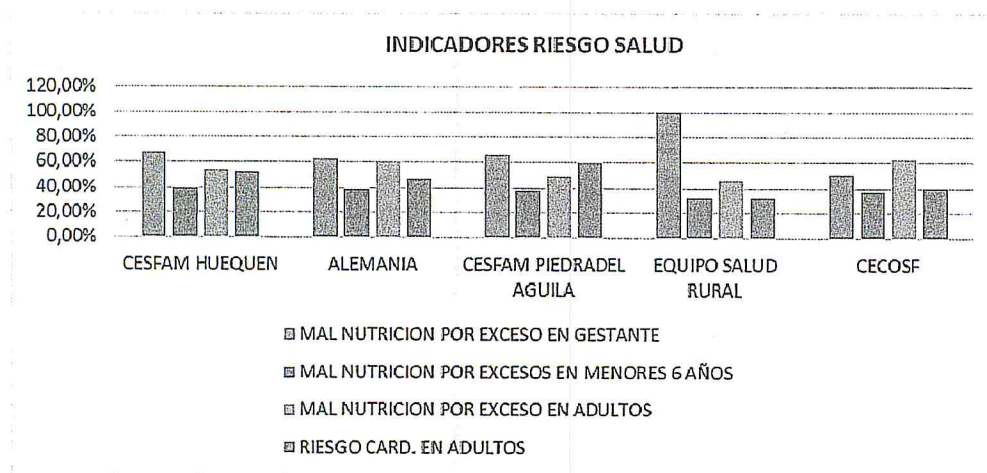 INDICADORES RIESGO SALUD
120,00%
100,00%
80,00%
60,00%
40,00%
20,00%
0,00%
CESFAM HUEQUEN
ALEMANIA
CESFAM PIEDRADEL
AGUILA
EQUIPO SALUD
RURAL
CECOSF
MAL NUTRICION POR EXCESO EN GESTANTE
MAL NUTRICION POR EXCESOS EN MENORES 6 AÑOS
MAL NUTRICION POR EXCESO EN ADULTOS
RIESGO CARD. EN ADULTOS